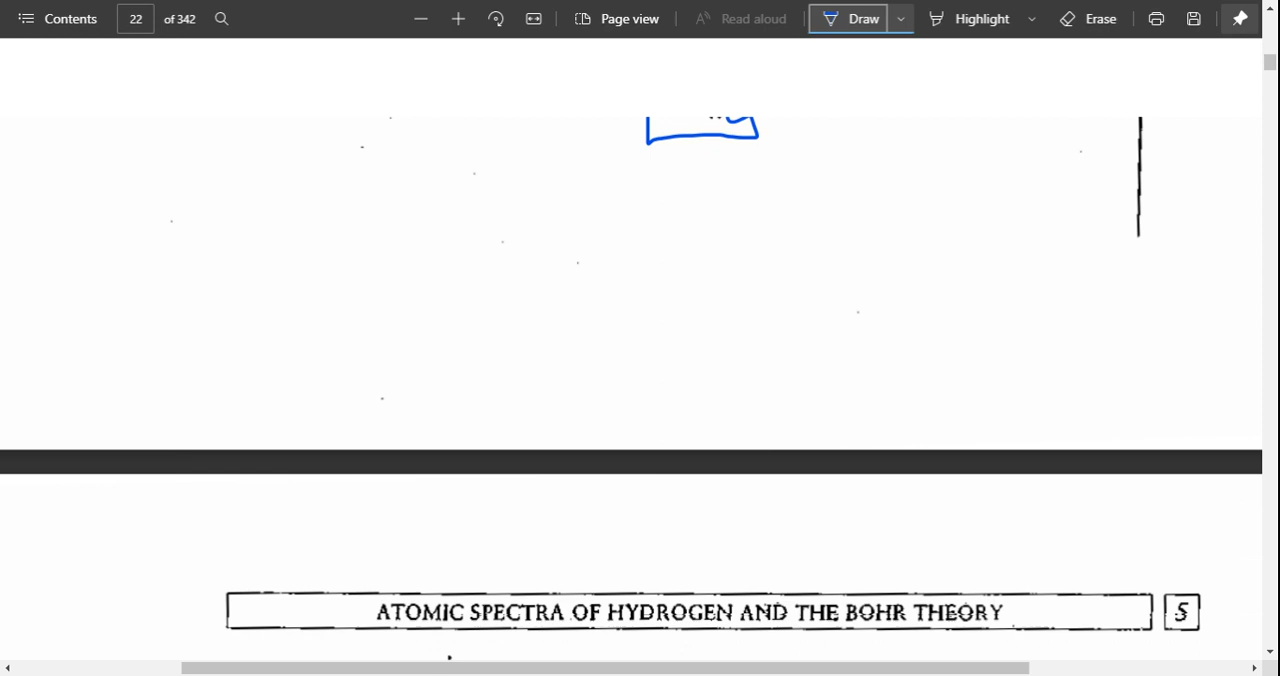 Contents 22 of 342 Page view Read aloud Draw Highlight Erase
ATOMIC SPECTRA OF HYDROGEN AND THE BOHR THEORY 5